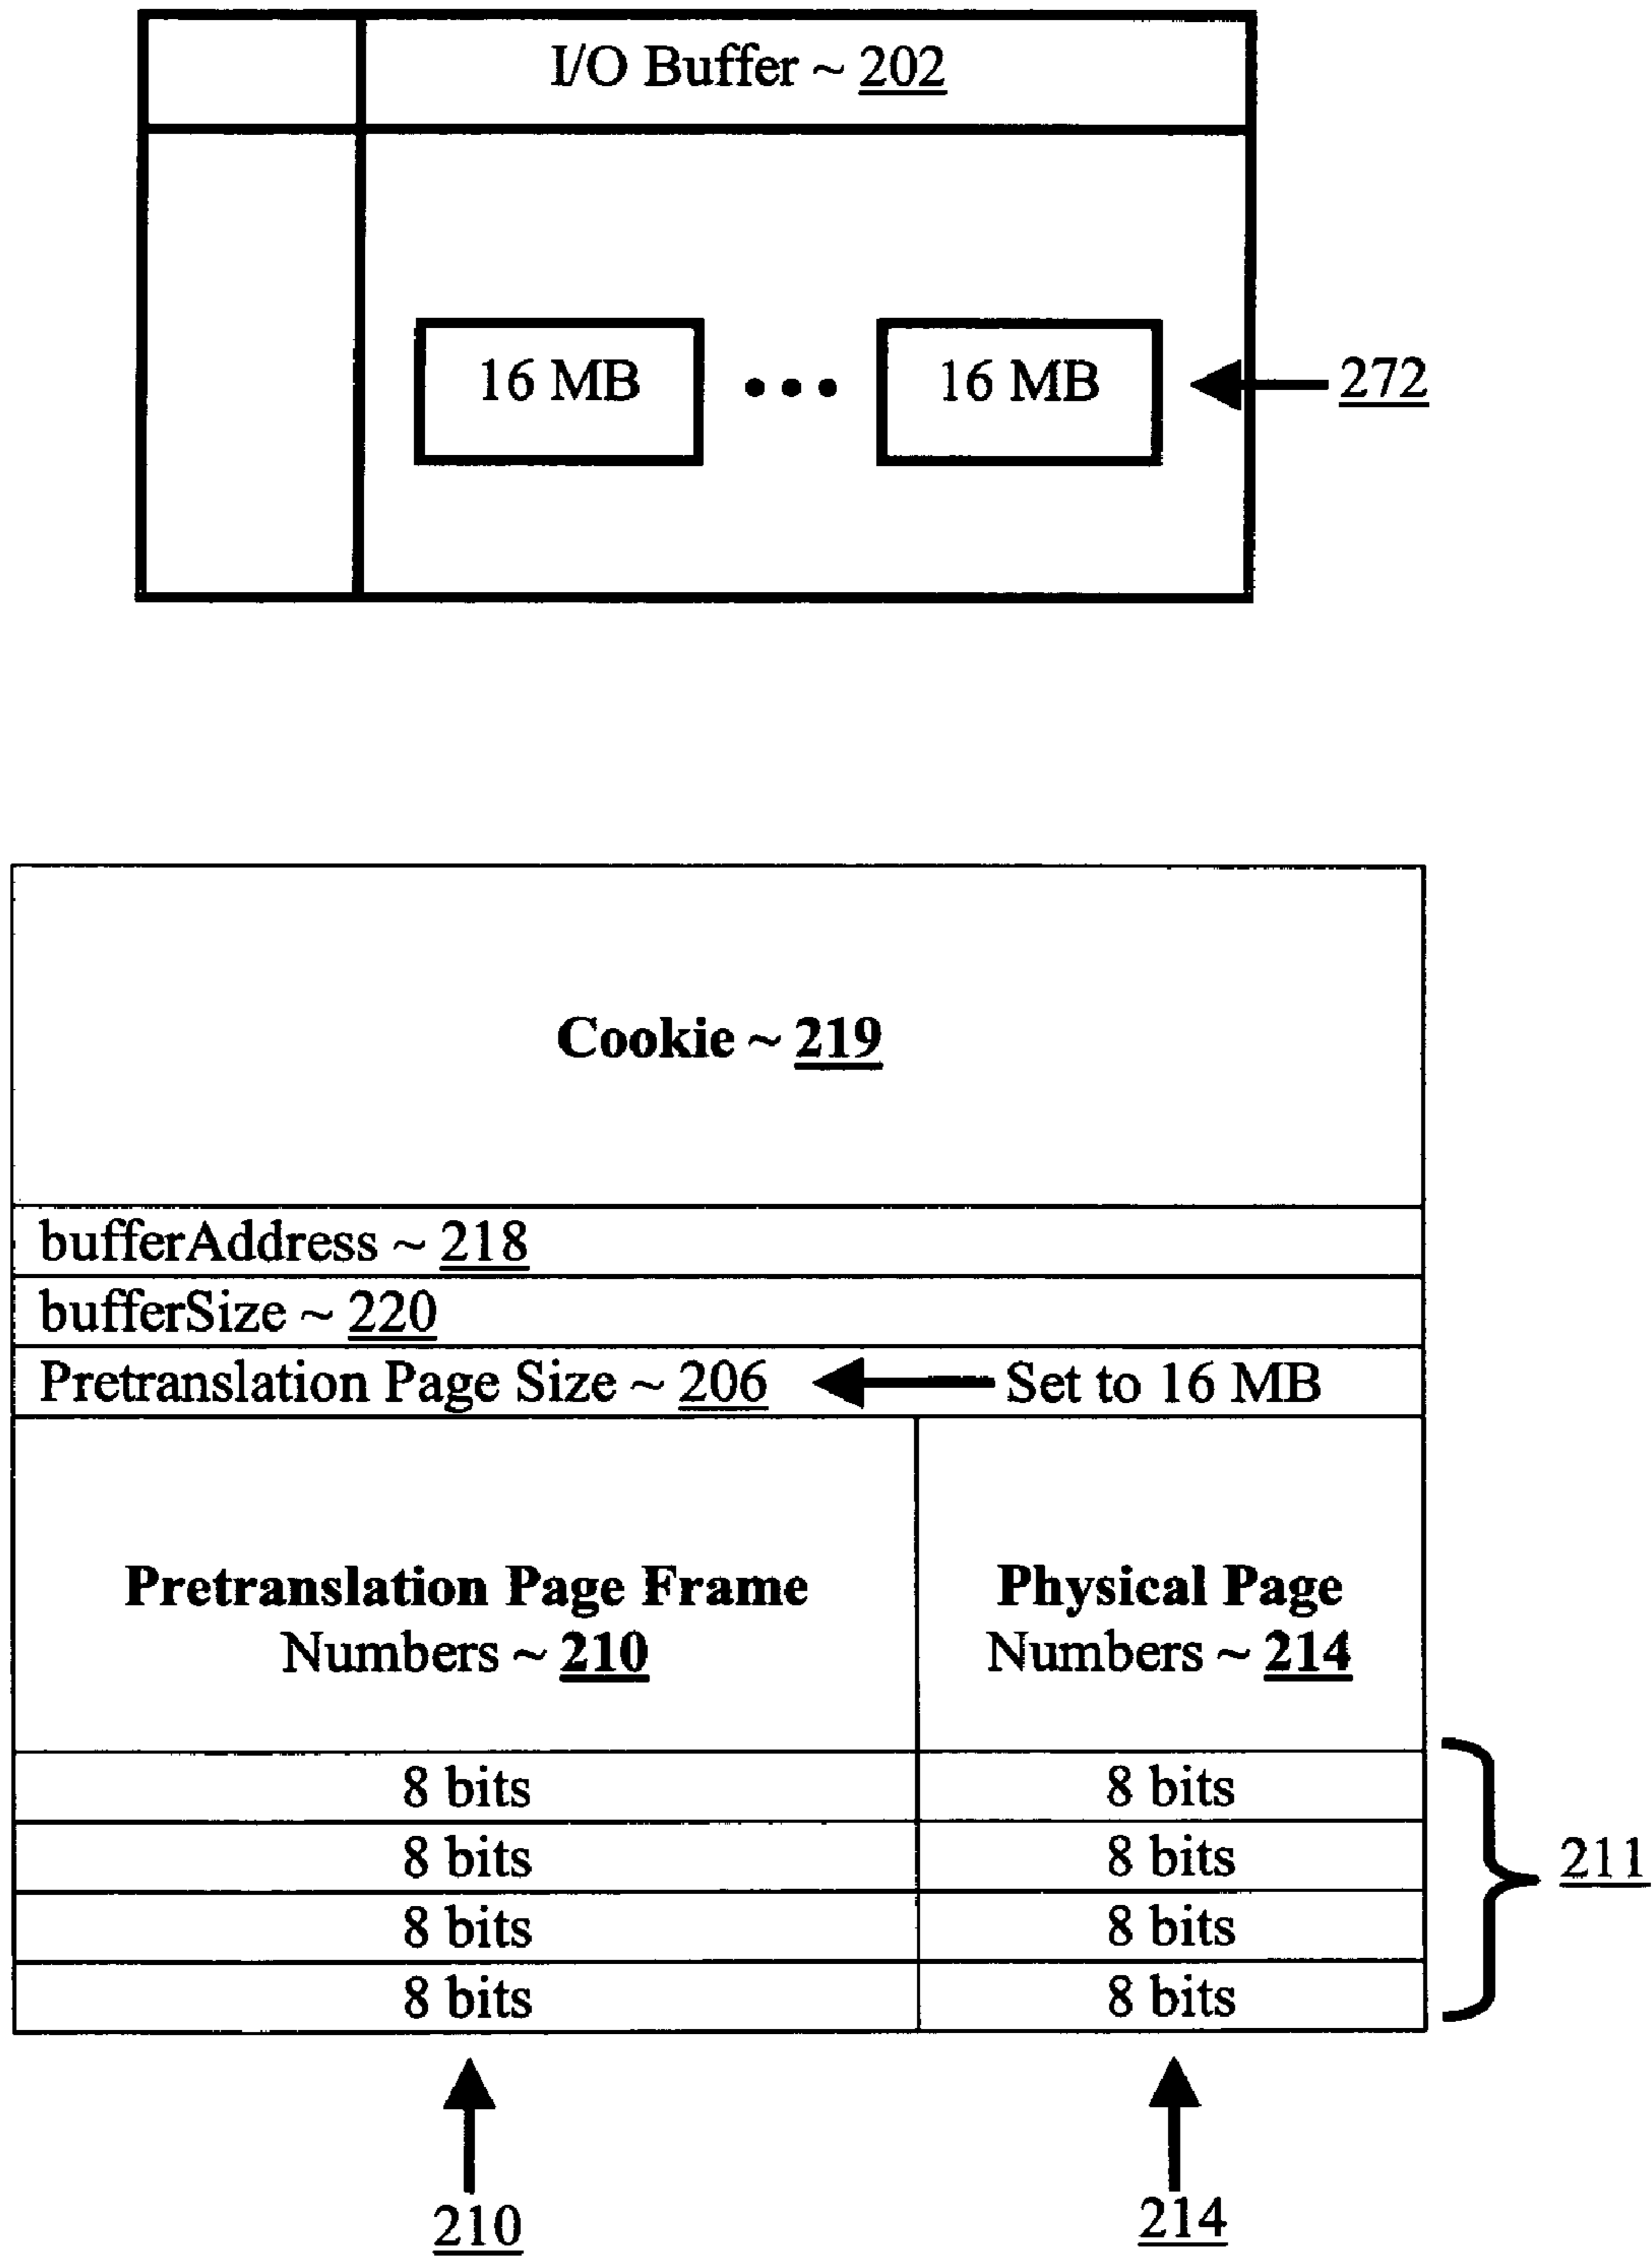 I/O Buffer ~ 202
16 MB ••• 16 MB
272
Cookie ~ 219
bufferAddress ~ 218
bufferSize ~ 220
Pretranslation Page Size ~ 206
Set to 16 MB
Pretranslation Page Frame
Numbers ~ 210
Physical Page
Numbers ~ 214
8 bits
8 bits
8 bits
8 bits
8 bits
8 bits
8 bits
8 bits
211
210
214